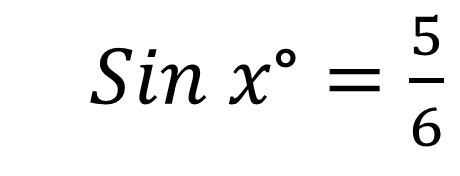 Sin x° = 5/6